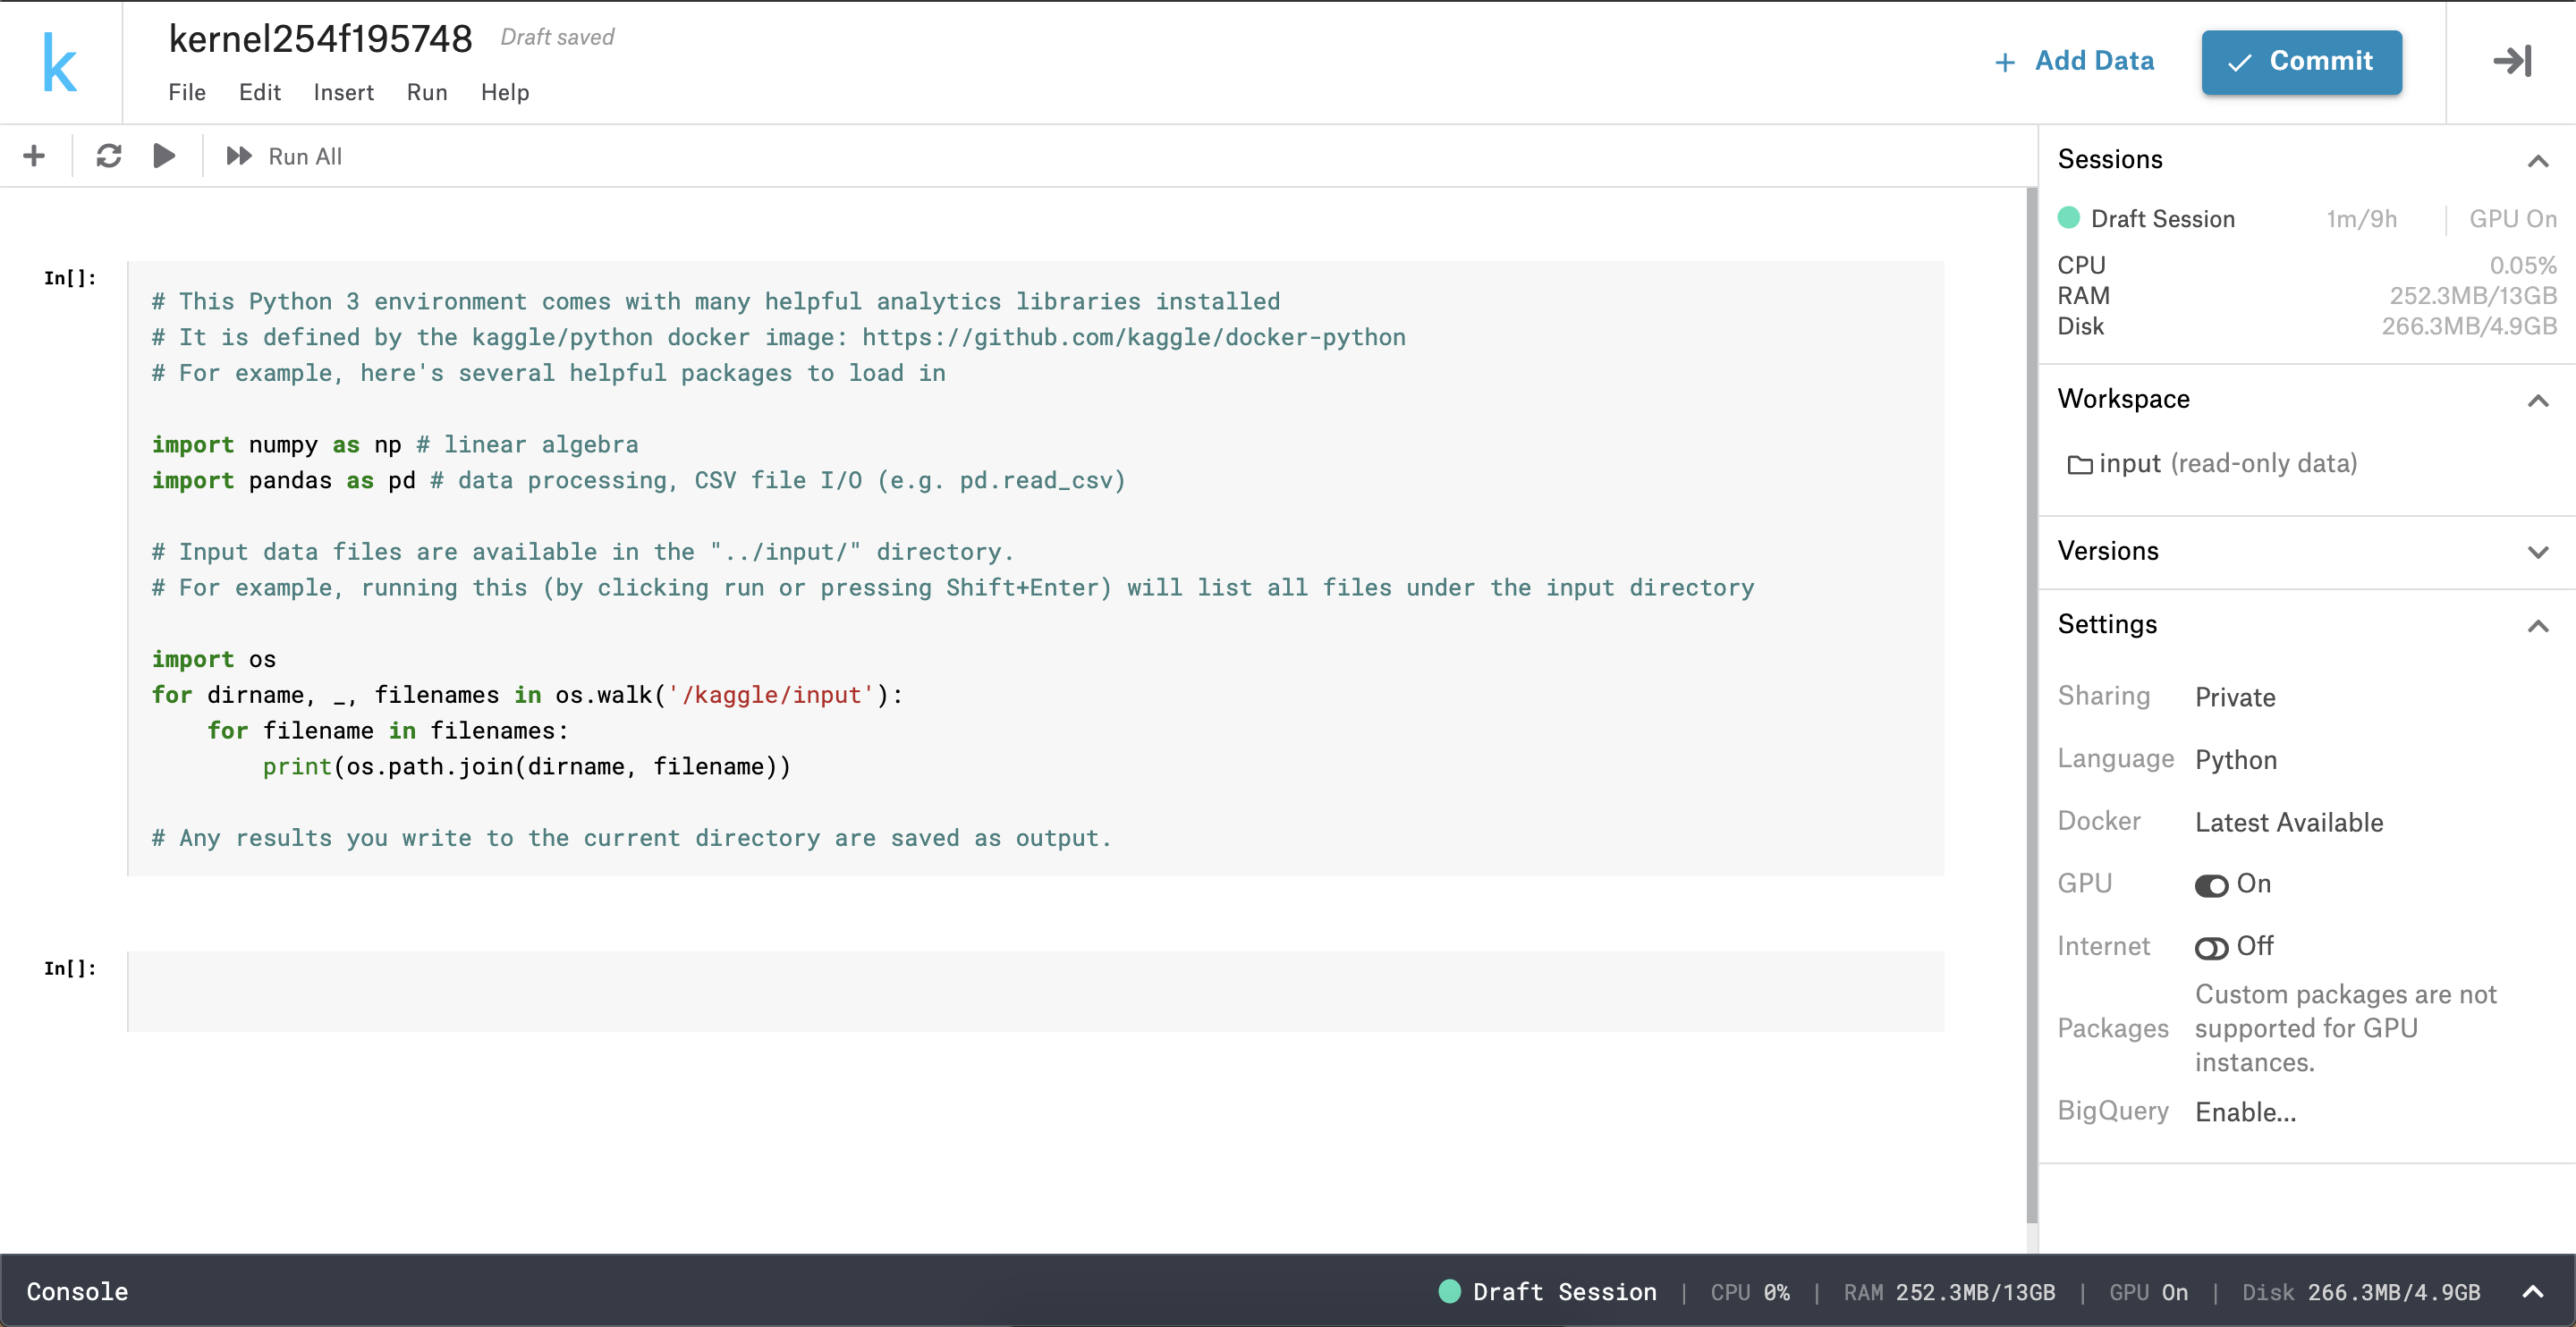 k
kernel254f195748 Draft saved
File Edit Insert Run Help
+ Add Data
Commit
Run All
In[]:
# This Python 3 environment comes with many helpful analytics libraries installed
# It is defined by the kaggle/python docker image: https://github.com/kaggle/docker-python
# For example, here's several helpful packages to load in
import numpy as np # linear algebra
import pandas as pd # data processing, CSV file I/O (e.g. pd.read_csv)
# Input data files are available in the "../input/" directory.
# For example, running this (by clicking run or pressing Shift+Enter) will list all files under the input directory
import os
for dirname, _, filenames in os.walk('/kaggle/input'):
    for filename in filenames:
        print(os.path.join(dirname, filename))
# Any results you write to the current directory are saved as output.
In[]:
Sessions
Draft Session 1m/9h | GPU On
CPU 0.05%
RAM 252.3MB/13GB
Disk 266.3MB/4.9GB
Workspace
input (read-only data)
Versions
Settings
Sharing Private
Language Python
Docker Latest Available
GPU On
Internet Off
Packages Custom packages are not
supported for GPU
instances.
BigQuery Enable...
Console
Draft Session | CPU 0% | RAM 252.3MB/13GB | GPU On | Disk 266.3MB/4.9GB